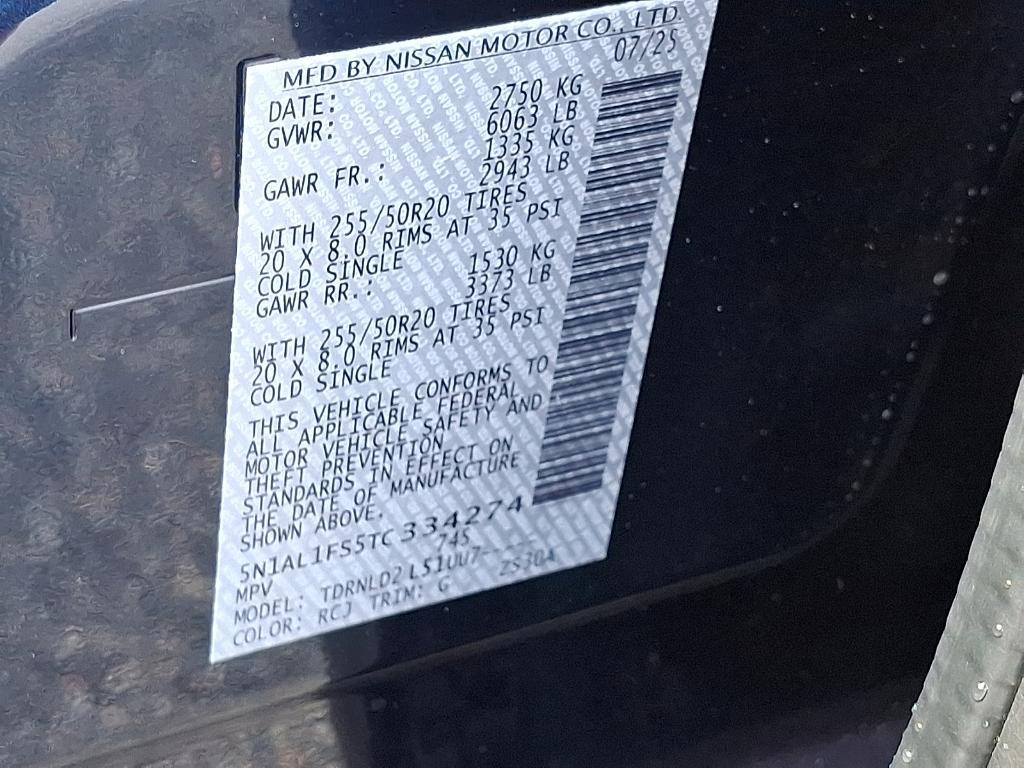 MFD BY NISSAN MOTOR CO., LTD.
DATE: 07/25
GVWR: 2750 KG
6063 LB
GAWR FR.: 1335 KG
2943 LB
WITH 255/50R20 TIRES
20 X 8.0 RIMS AT 35 PSI
COLD SINGLE
GAWR RR.: 1530 KG
3373 LB
WITH 255/50R20 TIRES
20 X 8.0 RIMS AT 35 PSI
COLD SINGLE
THIS VEHICLE CONFORMS TO
ALL APPLICABLE FEDERAL
MOTOR VEHICLE SAFETY AND
THEFT PREVENTION
STANDARDS IN EFFECT ON
THE DATE OF MANUFACTURE
SHOWN ABOVE.
5N1AL1FS5TC334274
MPV 745
MODEL: TDRNLD2
COLOR: RCJ TRIM: G